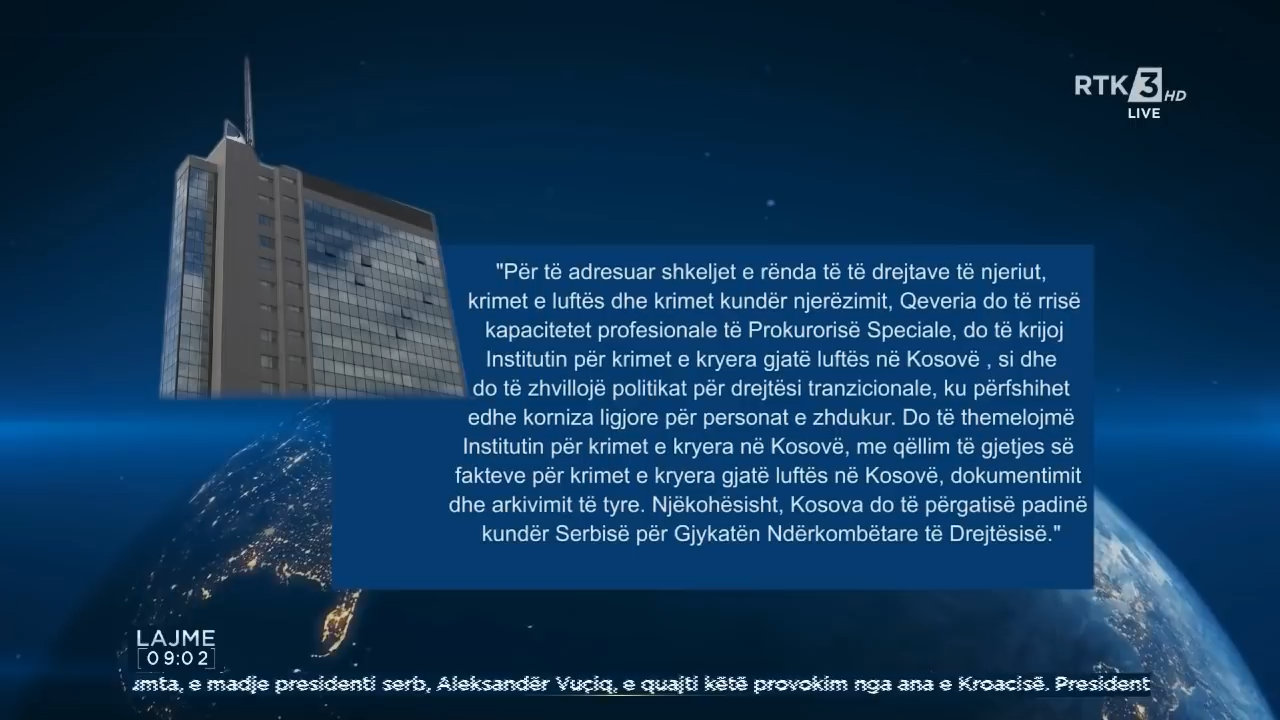 RTK 3 HD
LIVE
"Për të adresuar shkeljet e rënda të të drejtave të njeriut,
krimet e luftës dhe krimet kundër njerëzimit, Qeveria do të rrisë
kapacitetet profesionale të Prokurorisë Speciale, do të krijoj
Institutin për krimet e kryera gjatë luftës në Kosovë , si dhe
do të zhvillojë politikat për drejtësi tranzicionale, ku përfshihet
edhe korniza ligjore për personat e zhdukur. Do të themelojmë
Institutin për krimet e kryera në Kosovë, me qëllim të gjetjes së
fakteve për krimet e kryera gjatë luftës në Kosovë, dokumentimit
dhe arkivimit të tyre. Njëkohësisht, Kosova do të përgatisë padinë
kundër Serbisë për Gjykatën Ndërkombëtare të Drejtësisë."
LAJME
09:02
, e madje presidenti serb, Aleksandër Vuçiq, e quajti këtë provokim nga ana e Kroacisë. President